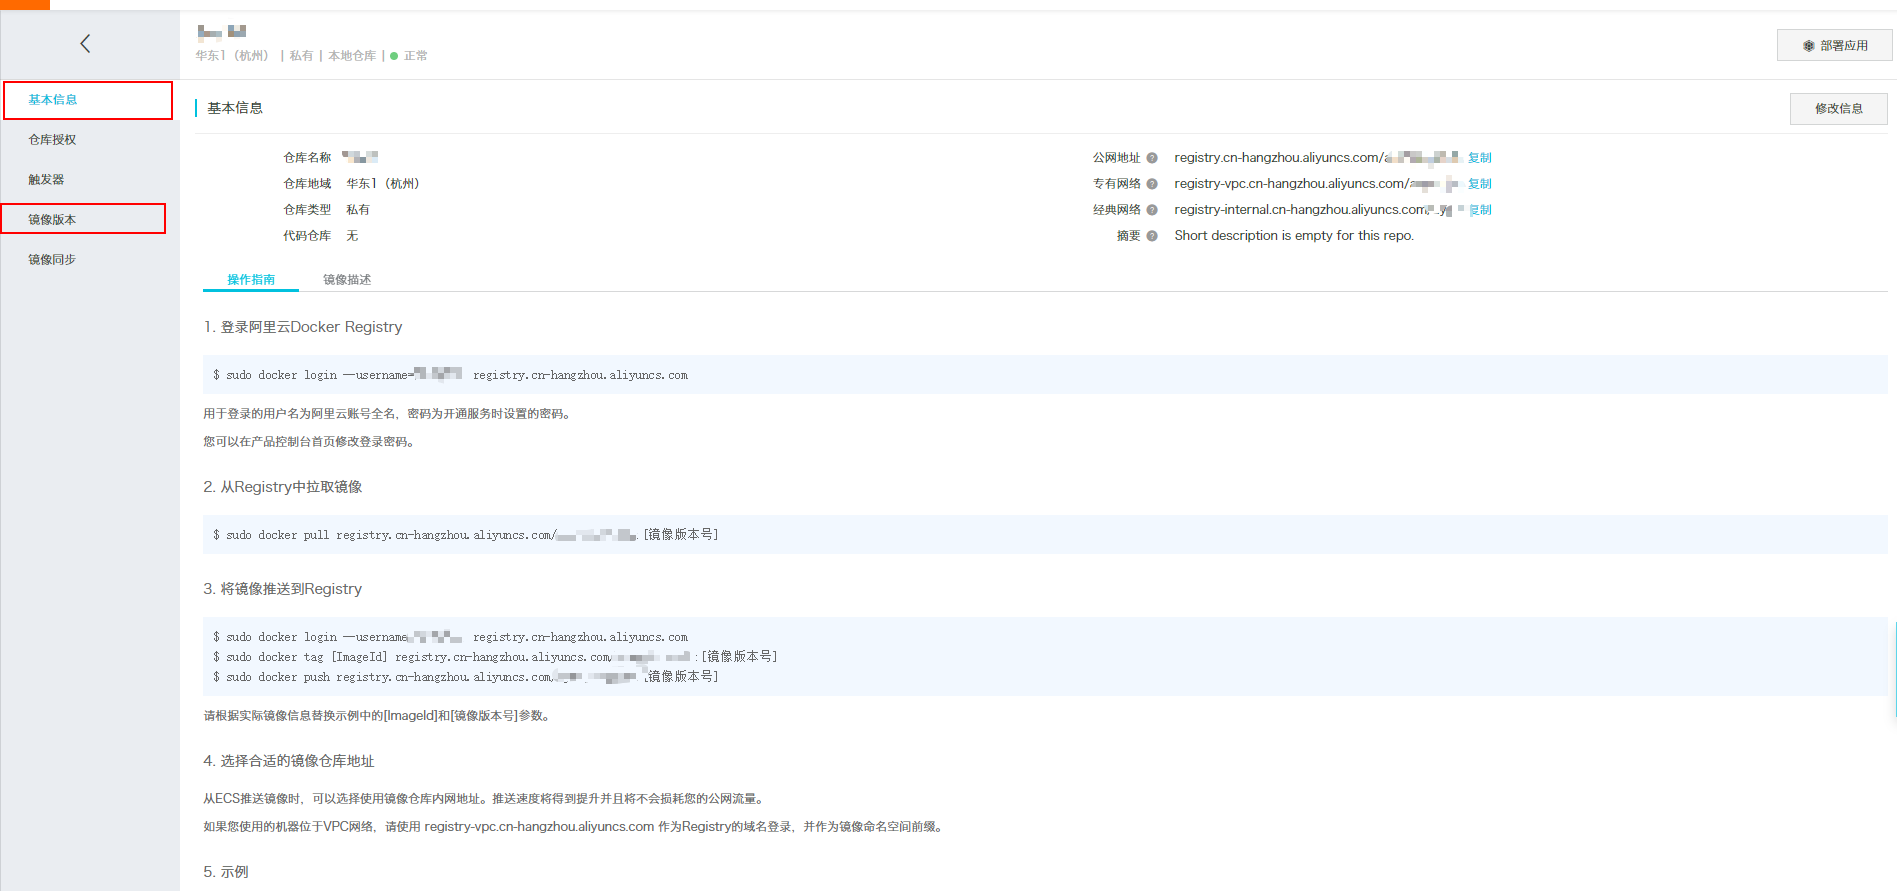 华东1（杭州） | 私有 | 本地仓库 | 正常
部署应用
基本信息
仓库授权
触发器
镜像版本
镜像同步
基本信息
修改信息
仓库名称
仓库地域 华东1（杭州）
仓库类型 私有
代码仓库 无
公网地址 registry.cn-hangzhou.aliyuncs.com/ 复制
专有网络 registry-vpc.cn-hangzhou.aliyuncs.com/ 复制
经典网络 registry-internal.cn-hangzhou.aliyuncs.com 复制
摘要 Short description is empty for this repo.
操作指南 镜像描述
1. 登录阿里云Docker Registry
$ sudo docker login --username= registry.cn-hangzhou.aliyuncs.com
用于登录的用户名为阿里云账号全名，密码为开通服务时设置的密码。
您可以在产品控制台首页修改登录密码。
2. 从Registry中拉取镜像
$ sudo docker pull registry.cn-hangzhou.aliyuncs.com/ [镜像版本号]
3. 将镜像推送到Registry
$ sudo docker login --username registry.cn-hangzhou.aliyuncs.com
$ sudo docker tag [ImageId] registry.cn-hangzhou.aliyuncs.com :[镜像版本号]
$ sudo docker push registry.cn-hangzhou.aliyuncs.com [镜像版本号]
请根据实际镜像信息替换示例中的[ImageId]和[镜像版本号]参数。
4. 选择合适的镜像仓库地址
从ECS推送镜像时，可以选择使用镜像仓库内网地址。推送速度将得到提升并且将不会损耗您的公网流量。
如果您使用的机器位于VPC网络，请使用 registry-vpc.cn-hangzhou.aliyuncs.com 作为Registry的域名登录，并作为镜像命名空间前缀。
5. 示例